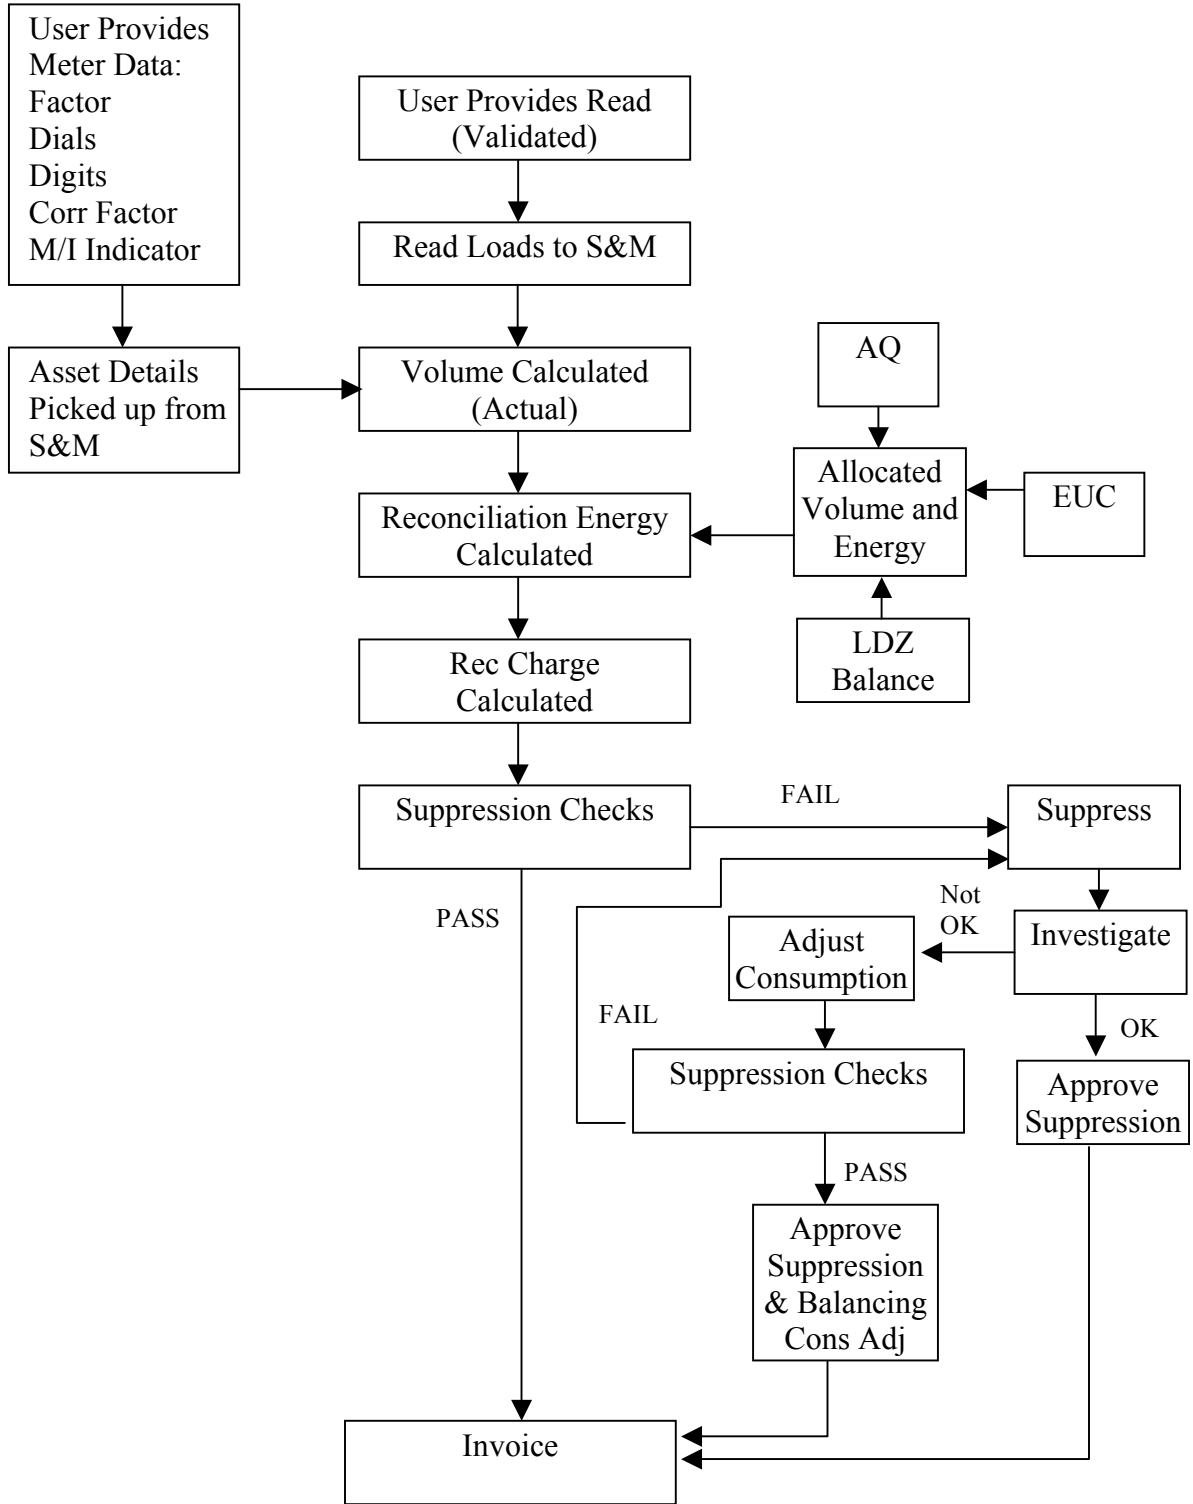 User Provides
Meter Data:
Factor
Dials
Digits
Corr Factor
M/I Indicator
User Provides Read
(Validated)
Read Loads to S&M
Asset Details
Picked up from
S&M
Volume Calculated
(Actual)
AQ
Allocated
Volume and
Energy
EUC
Reconciliation Energy
Calculated
LDZ
Balance
Rec Charge
Calculated
Suppression Checks
FAIL
Suppress
PASS
Not
OK
Investigate
Adjust
Consumption
FAIL
OK
Suppression Checks
Approve
Suppression
PASS
Approve
Suppression
& Balancing
Cons Adj
Invoice